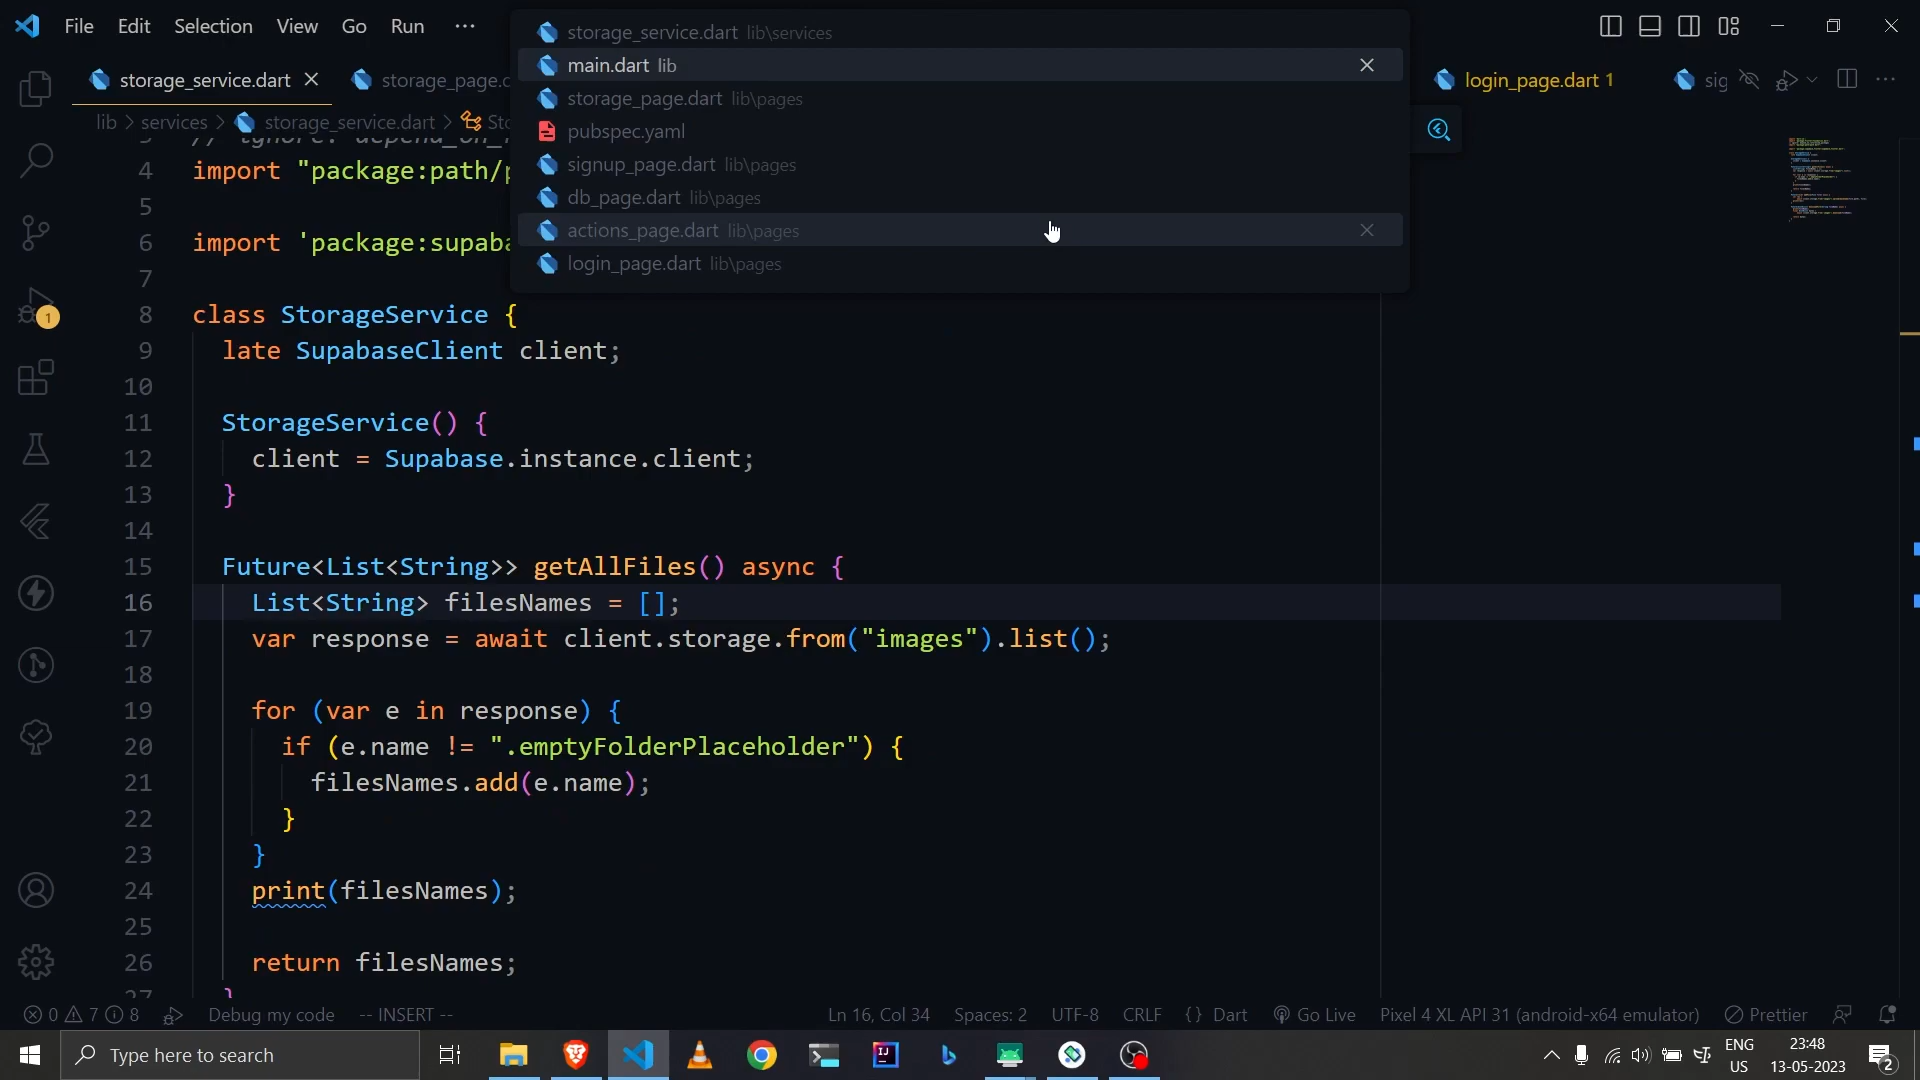 File Edit Selection View Go Run ···
storage_service.dart lib\services
main.dart lib
storage_page.dart lib\pages
pubspec.yaml
signup_page.dart lib\pages
db_page.dart lib\pages
actions_page.dart lib\pages
login_page.dart lib\pages
storage_service.dart storage_page.d login_page.dart 1 sig
lib > services > storage_service.dart > Sto
1
4 import "package:path/p
5
6 import 'package:supaba
7
8 class StorageService {
9 late SupabaseClient client;
10
11 StorageService() {
12 client = Supabase.instance.client;
13 }
14
15 Future<List<String>> getAllFiles() async {
16 List<String> filesNames = [];
17 var response = await client.storage.from("images").list();
18
19 for (var e in response) {
20 if (e.name != ".emptyFolderPlaceholder") {
21 filesNames.add(e.name);
22 }
23 }
24 print(filesNames);
25
26 return filesNames;
27 }
0 7 8 Debug my code -- INSERT -- Ln 16, Col 34 Spaces: 2 UTF-8 CRLF {} Dart Go Live Pixel 4 XL API 31 (android-x64 emulator) Prettier
Type here to search ENG US 23:48 13-05-2023 2